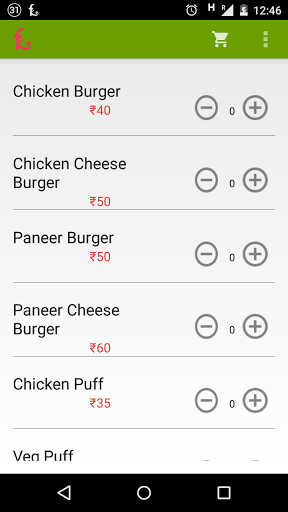 31
H R 12:46
Chicken Burger
₹40
0
Chicken Cheese
Burger
₹50
0
Paneer Burger
₹50
0
Paneer Cheese
Burger
₹60
0
Chicken Puff
₹35
0
Veg Puff